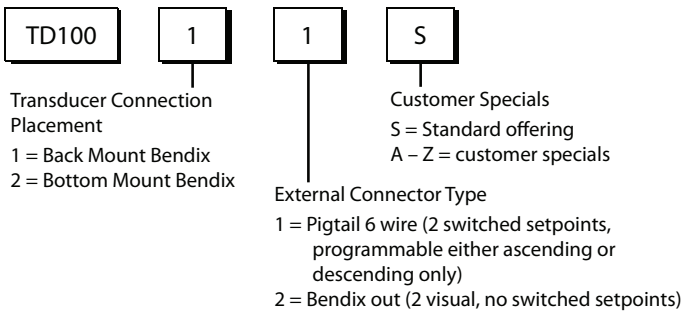 TD100 1 1 S
Transducer Connection
Placement
1 = Back Mount Bendix
2 = Bottom Mount Bendix
Customer Specials
S = Standard offering
A – Z = customer specials
External Connector Type
1 = Pigtail 6 wire (2 switched setpoints,
programmable either ascending or
descending only)
2 = Bendix out (2 visual, no switched setpoints)